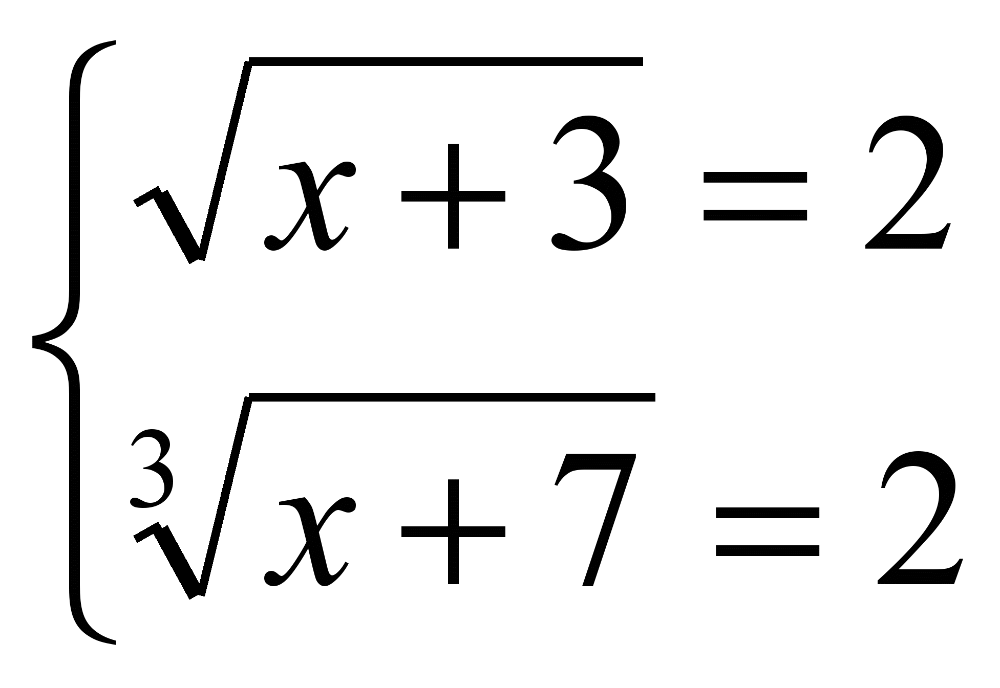 √(x + 3) = 2
∛(x + 7) = 2